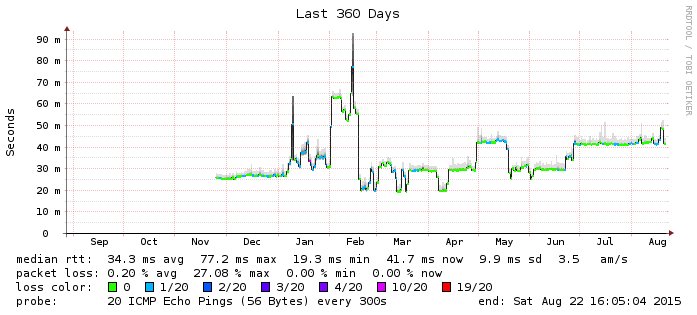 Last 360 Days
RRDTOOL / TOBI OETIKER
Seconds
90 m
80 m
70 m
60 m
50 m
40 m
30 m
20 m
10 m
0
Sep Oct Nov Dec Jan Feb Mar Apr May Jun Jul Aug
median rtt: 34.3 ms avg 77.2 ms max 19.3 ms min 41.7 ms now 9.9 ms sd 3.5 am/s
packet loss: 0.20 % avg 27.08 % max 0.00 % min 0.00 % now
loss color: 0 1/20 2/20 3/20 4/20 10/20 19/20
probe: 20 ICMP Echo Pings (56 Bytes) every 300s end: Sat Aug 22 16:05:04 2015